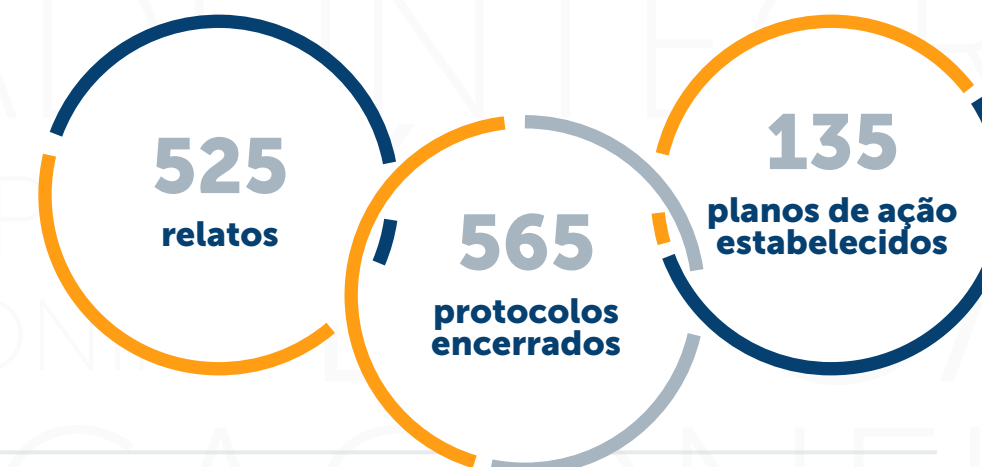 525
relatos
565
protocolos
encerrados
135
planos de ação
estabelecidos